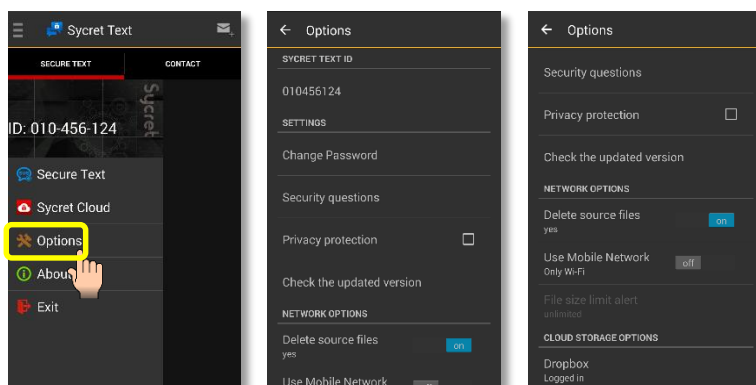 Sycret Text
SECURE TEXT CONTACT
Sycret
ID: 010-456-124
Secure Text
Sycret Cloud
Options
About
Exit
Options
SYCRET TEXT ID
010456124
SETTINGS
Change Password
Security questions
Privacy protection
Check the updated version
NETWORK OPTIONS
Delete source files
yes
on
Use Mobile Network
Options
Security questions
Privacy protection
Check the updated version
NETWORK OPTIONS
Delete source files
yes
on
Use Mobile Network
Only Wi-Fi
off
File size limit alert
unlimited
CLOUD STORAGE OPTIONS
Dropbox
Logged in